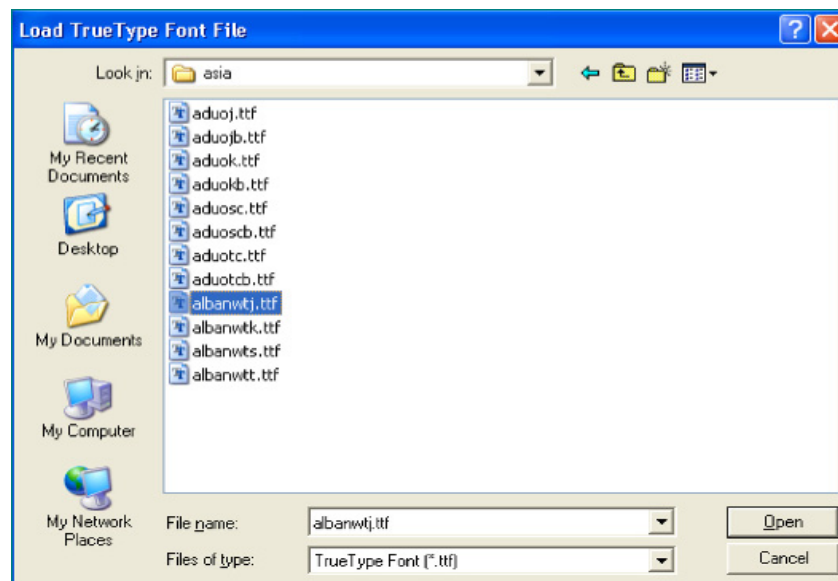 Load TrueType Font File
Look in: asia
aduoj.ttf
aduojb.ttf
aduok.ttf
aduokb.ttf
aduosc.ttf
aduoscb.ttf
aduotc.ttf
aduotcb.ttf
albanwtj.ttf
albanwtk.ttf
albanwts.ttf
albanwtt.ttf
My Recent
Documents
Desktop
My Documents
My Computer
My Network
Places
File name: albanwtj.ttf Open
Files of type: TrueType Font (*.ttf) Cancel